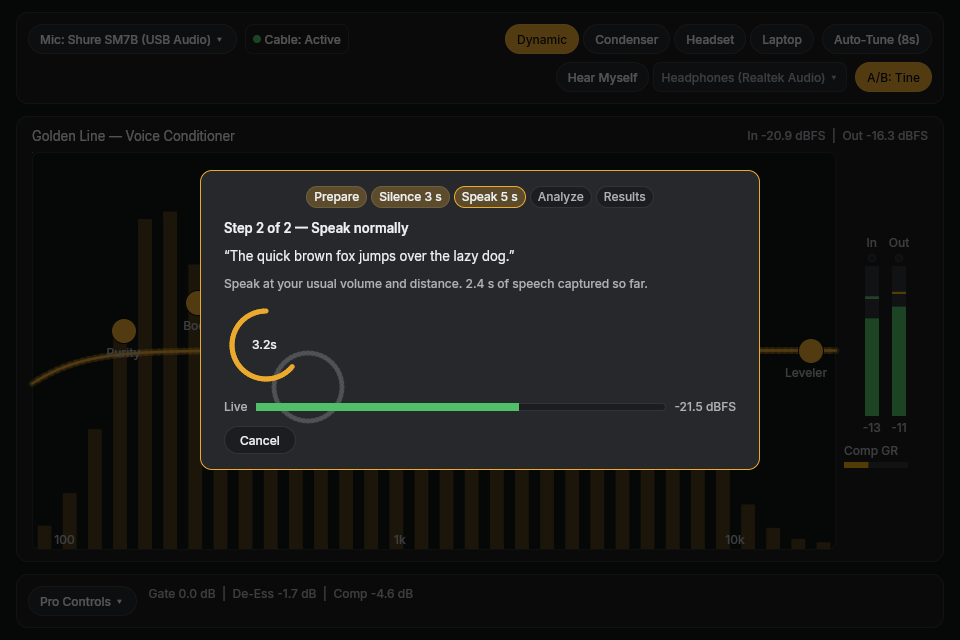 Mic: Shure SM7B (USB Audio) ▾
Cable: Active
Dynamic
Condenser
Headset
Laptop
Auto-Tune (8s)
Hear Myself
Headphones (Realtek Audio) ▾
A/B: Tine
Golden Line — Voice Conditioner
In -20.9 dBFS | Out -16.3 dBFS
Prepare
Silence 3 s
Speak 5 s
Analyze
Results
Step 2 of 2 — Speak normally
“The quick brown fox jumps over the lazy dog.”
Speak at your usual volume and distance. 2.4 s of speech captured so far.
3.2s
Live
-21.5 dBFS
Cancel
Purity
Leveler
In
Out
-13
-11
Comp GR
100
1k
10k
Pro Controls ▾
Gate 0.0 dB | De-Ess -1.7 dB | Comp -4.6 dB